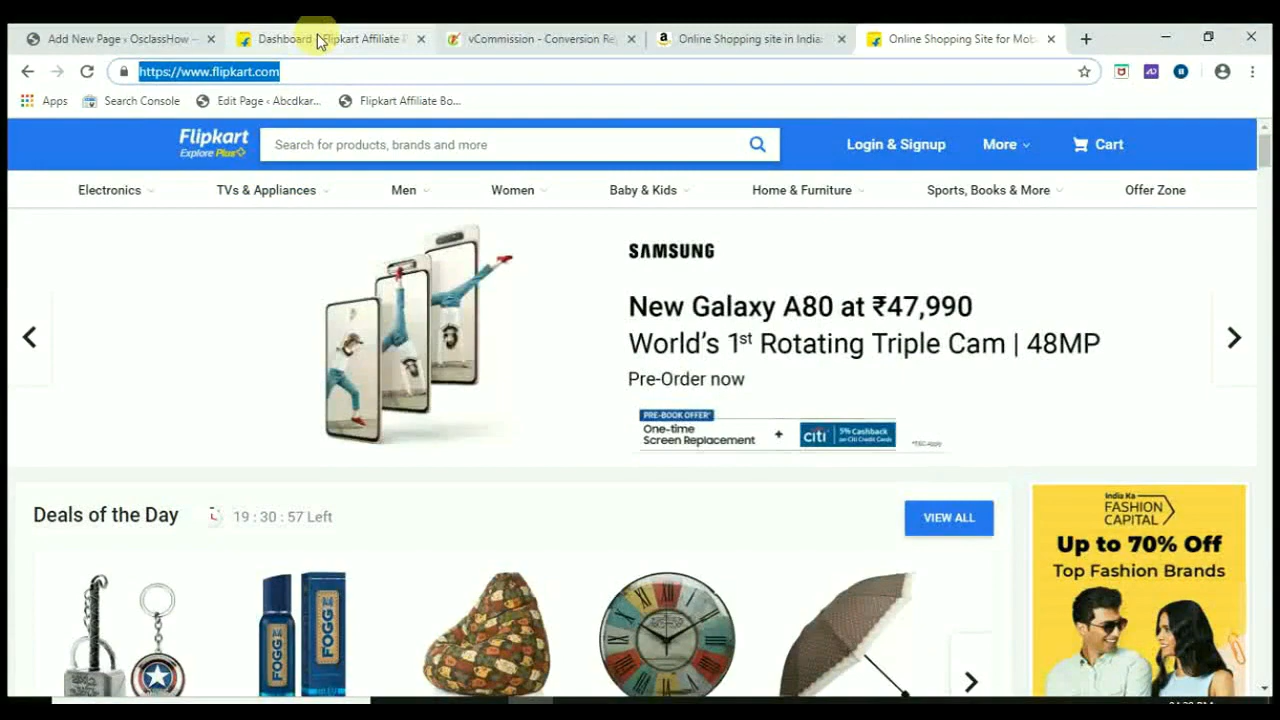 Add New Page ‹ OsclassHow —
Dashboard | Flipkart Affiliate P
vCommission - Conversion Re
Online Shopping site in India:
Online Shopping Site for Mob
https://www.flipkart.com
Apps
Search Console
Edit Page ‹ Abcdkar...
Flipkart Affiliate Bo...
Flipkart
Explore Plus
Search for products, brands and more
Login & Signup
More
Cart
Electronics
TVs & Appliances
Men
Women
Baby & Kids
Home & Furniture
Sports, Books & More
Offer Zone
SAMSUNG
New Galaxy A80 at ₹47,990
World's 1st Rotating Triple Cam | 48MP
Pre-Order now
PRE-BOOK OFFER*
One-time
Screen Replacement
+
citi
5% Cashback
on Citi Credit Cards
*T&C Apply
Deals of the Day
19 : 30 : 57 Left
VIEW ALL
India Ka
FASHION
CAPITAL
Up to 70% Off
Top Fashion Brands
FOGG
FOGG